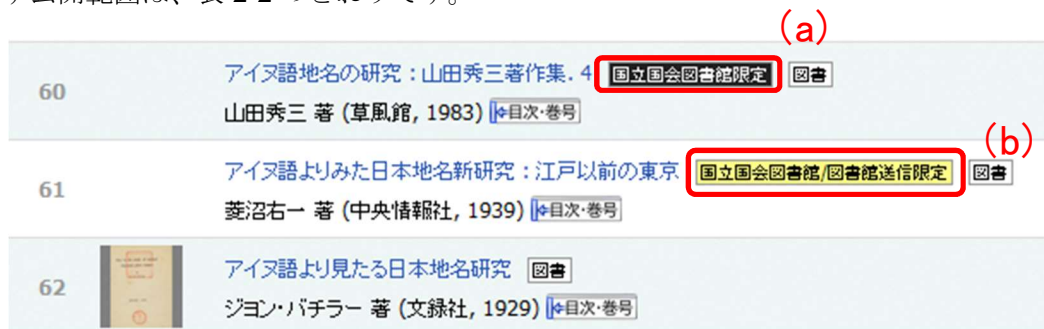 公開範囲は、表２２のとおりです。
(a)
60
アイヌ語地名の研究：山田秀三著作集. 4 国立国会図書館限定 図書
山田秀三 著 (草風館, 1983) 目次・巻号
(b)
61
アイヌ語よりみた日本地名新研究：江戸以前の東京 国立国会図書館/図書館送信限定 図書
菱沼右一 著 (中央情報社, 1939) 目次・巻号
62
アイヌ語より見たる日本地名研究 図書
ジョン・バチラー 著 (文録社, 1929) 目次・巻号